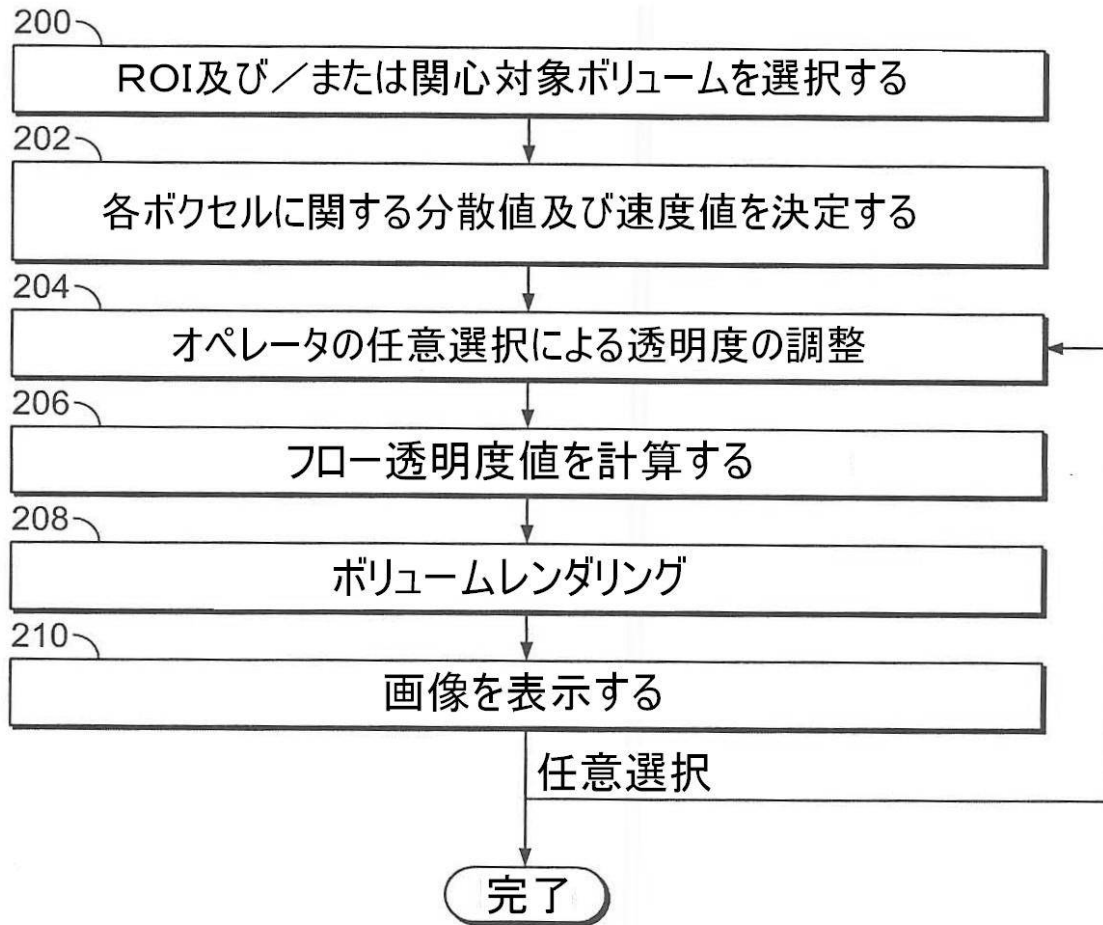 200
ROI及び／または関心対象ボリュームを選択する
202
各ボクセルに関する分散値及び速度値を決定する
204
オペレータの任意選択による透明度の調整
206
フロー透明度値を計算する
208
ボリュームレンダリング
210
画像を表示する
任意選択
完了